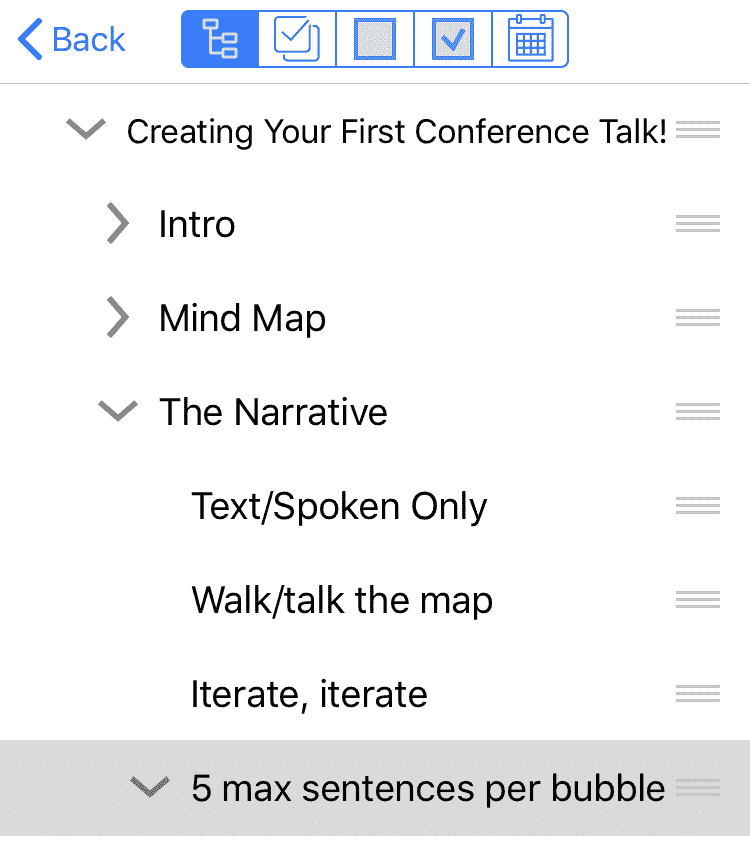 Back
Creating Your First Conference Talk!
Intro
Mind Map
The Narrative
Text/Spoken Only
Walk/talk the map
Iterate, iterate
5 max sentences per bubble